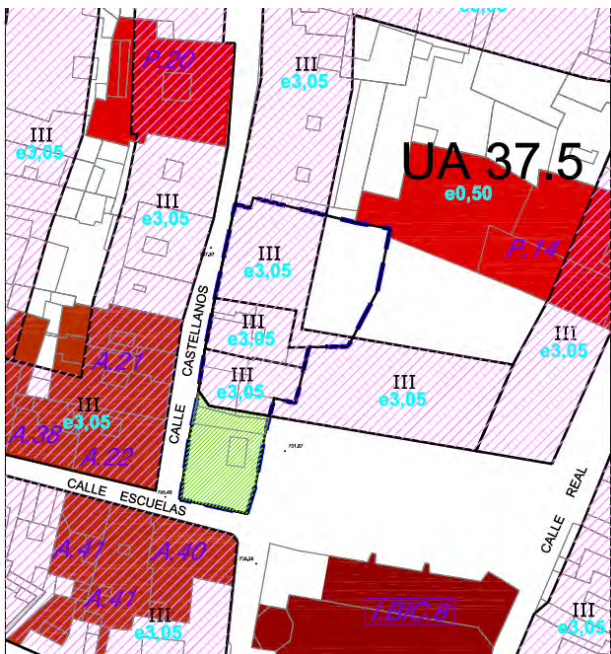 P.20
III
e3,05
III
e3,05
UA 37.5
e0,50
III
e3,05
P.14
III
e3,05
III
e3,05
III
e3,05
III
e3,05
III
e3,05
A.21
III
e3,05
A.38
A.22
CALLE CASTELLANOS
CALLE ESCUELAS
CALLE REAL
A.41
A.40
A.41
III
e3,05
I.B/C.8
III
e3,05